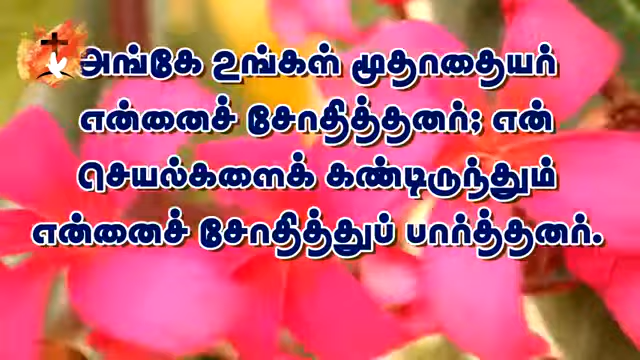 அங்கே உங்கள் முதாதையர்
என்னைச் சோதித்தனர்; என்
செயல்களைக் கண்டிருந்தும்
என்னைச் சோதித்துப் பார்த்தனர்.